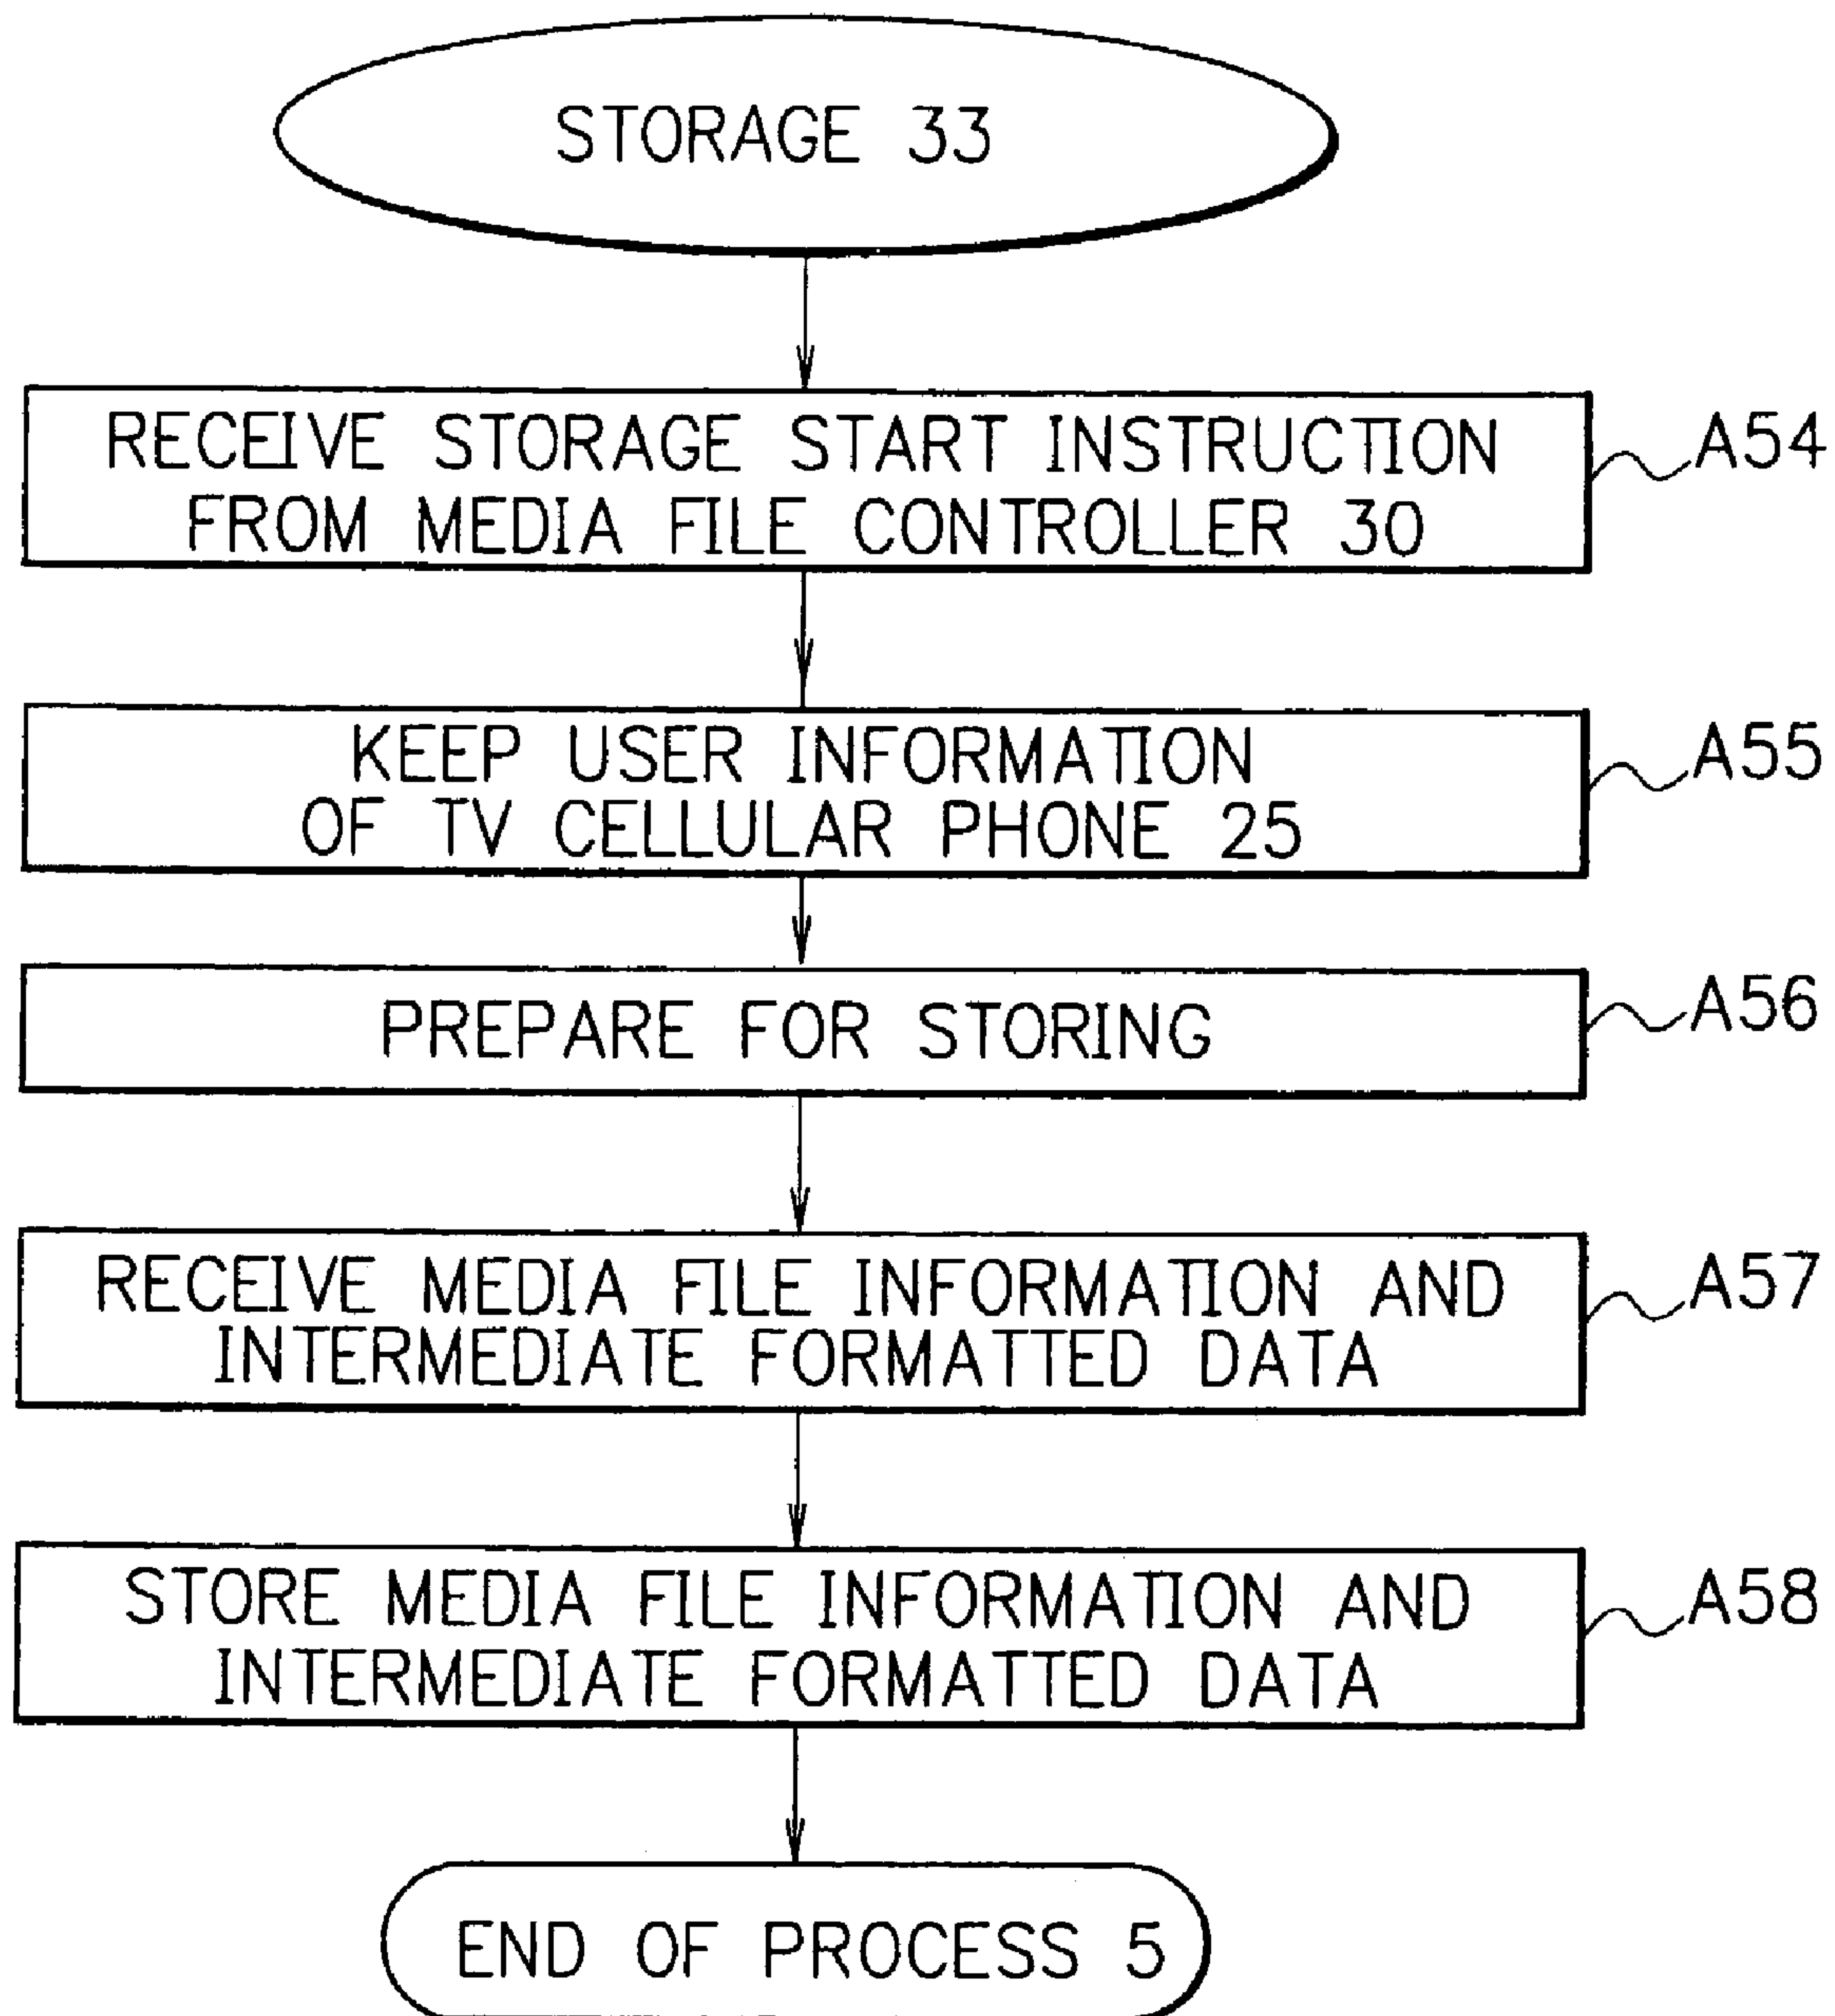 STORAGE 33
RECEIVE STORAGE START INSTRUCTION
FROM MEDIA FILE CONTROLLER 30
A54
KEEP USER INFORMATION
OF TV CELLULAR PHONE 25
A55
PREPARE FOR STORING
A56
RECEIVE MEDIA FILE INFORMATION AND
INTERMEDIATE FORMATTED DATA
A57
STORE MEDIA FILE INFORMATION AND
INTERMEDIATE FORMATTED DATA
A58
END OF PROCESS 5